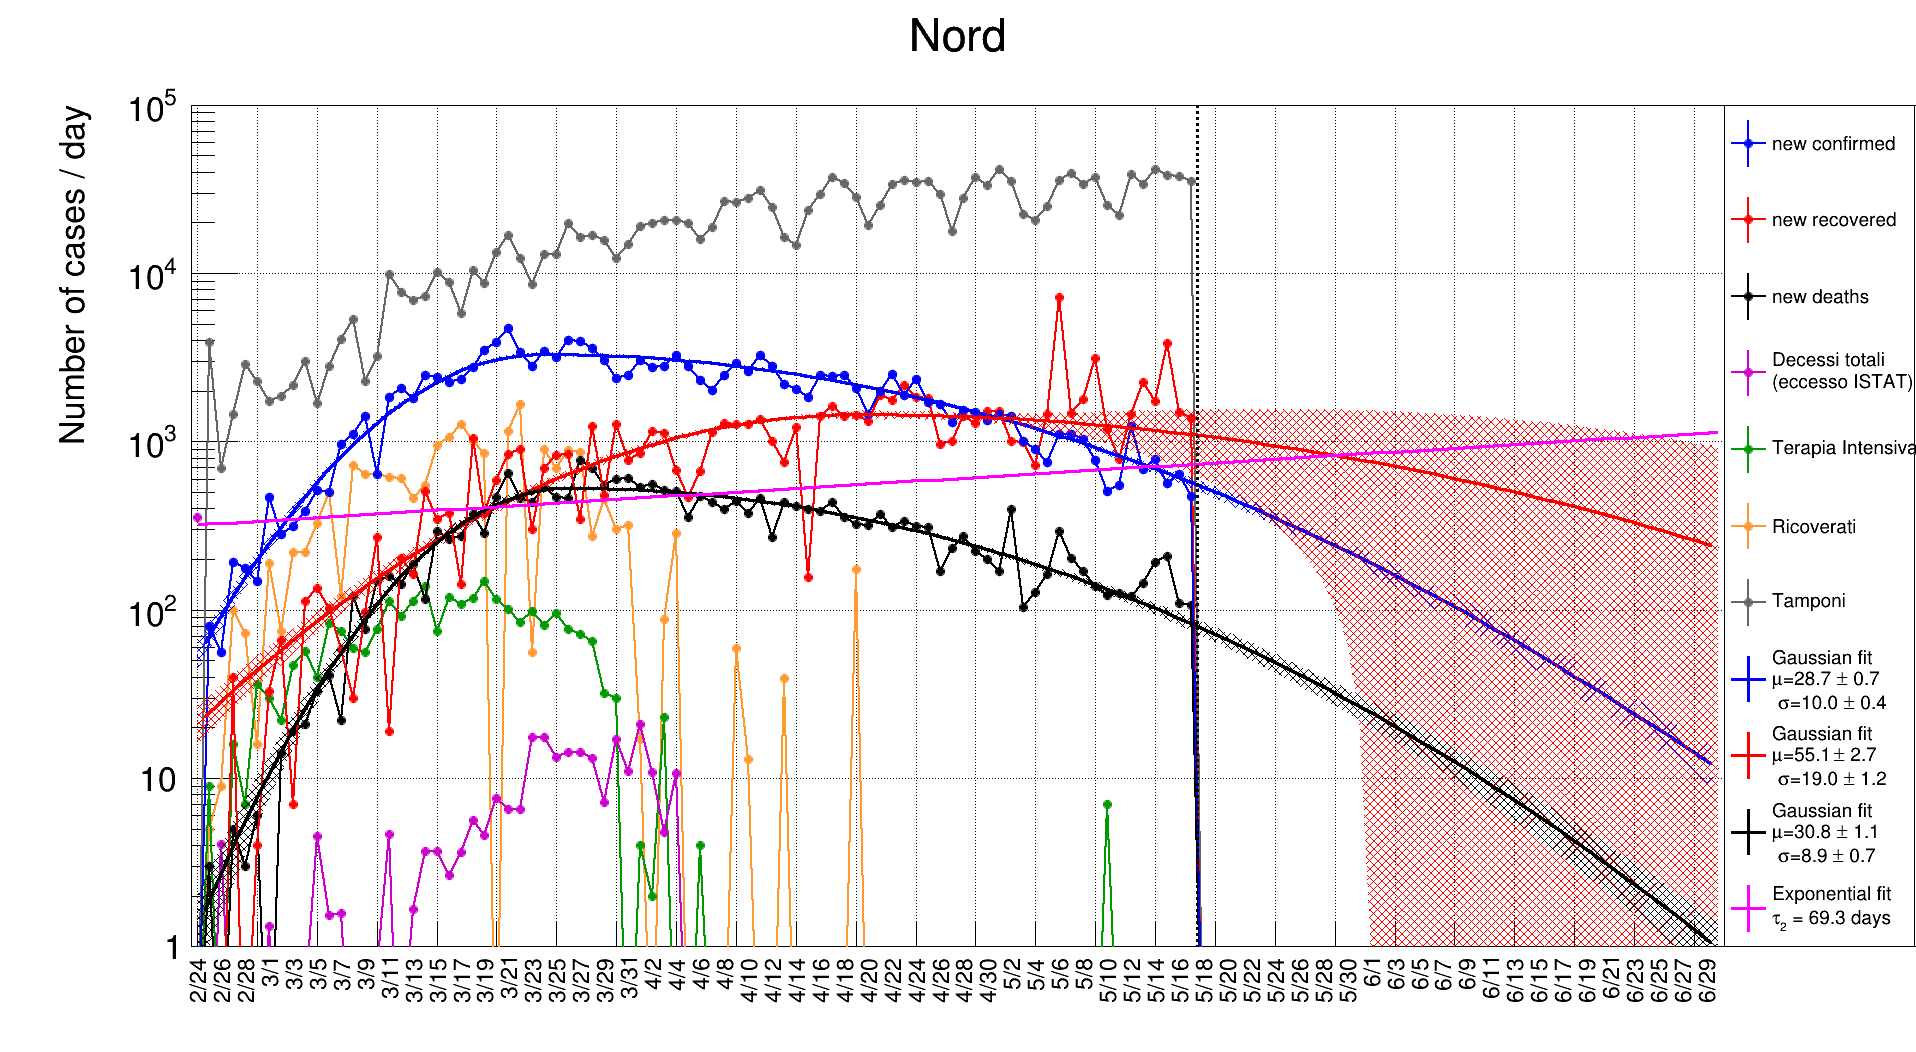 Nord
Number of cases / day
10⁵
10⁴
10³
10²
10
1
2/24 2/26 2/28 3/1 3/3 3/5 3/7 3/9 3/11 3/13 3/15 3/17 3/19 3/21 3/23 3/25 3/27 3/29 3/31 4/2 4/4 4/6 4/8 4/10 4/12 4/14 4/16 4/18 4/20 4/22 4/24 4/26 4/28 4/30 5/2 5/4 5/6 5/8 5/10 5/12 5/14 5/16 5/18 5/20 5/22 5/24 5/26 5/28 5/30 6/1 6/3 6/5 6/7 6/9 6/11 6/13 6/15 6/17 6/19 6/21 6/23 6/25 6/27 6/29
new confirmed
new recovered
new deaths
Decessi totali
(eccesso ISTAT)
Terapia Intensiva
Ricoverati
Tamponi
Gaussian fit
μ=28.7 ± 0.7
σ=10.0 ± 0.4
Gaussian fit
μ=55.1 ± 2.7
σ=19.0 ± 1.2
Gaussian fit
μ=30.8 ± 1.1
σ=8.9 ± 0.7
Exponential fit
τ₂ = 69.3 days